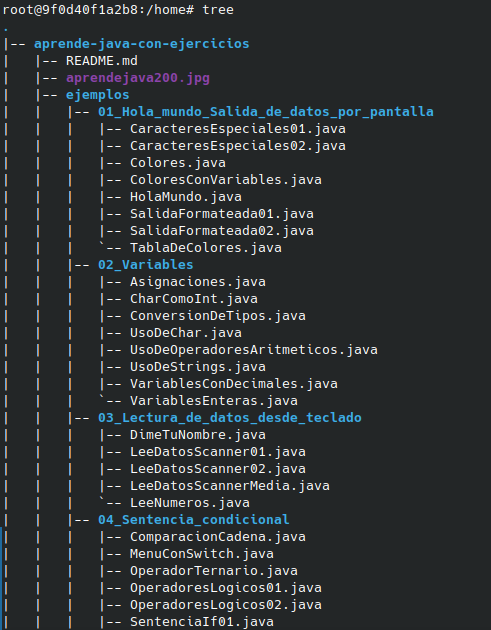 root@9f0d40f1a2b8:/home# tree
.
|-- aprende-java-con-ejercicios
|   |-- README.md
|   |-- aprendejava200.jpg
|   |-- ejemplos
|   |   |-- 01_Hola_mundo_Salida_de_datos_por_pantalla
|   |   |   |-- CaracteresEspeciales01.java
|   |   |   |-- CaracteresEspeciales02.java
|   |   |   |-- Colores.java
|   |   |   |-- ColoresConVariables.java
|   |   |   |-- HolaMundo.java
|   |   |   |-- SalidaFormateada01.java
|   |   |   |-- SalidaFormateada02.java
|   |   |   `-- TablaDeColores.java
|   |   |-- 02_Variables
|   |   |   |-- Asignaciones.java
|   |   |   |-- CharComoInt.java
|   |   |   |-- ConversionDeTipos.java
|   |   |   |-- UsoDeChar.java
|   |   |   |-- UsoDeOperadoresAritmeticos.java
|   |   |   |-- UsoDeStrings.java
|   |   |   |-- VariablesConDecimales.java
|   |   |   `-- VariablesEnteras.java
|   |   |-- 03_Lectura_de_datos_desde_teclado
|   |   |   |-- DimeTuNombre.java
|   |   |   |-- LeeDatosScanner01.java
|   |   |   |-- LeeDatosScanner02.java
|   |   |   |-- LeeDatosScannerMedia.java
|   |   |   `-- LeeNumeros.java
|   |   |-- 04_Sentencia_condicional
|   |   |   |-- ComparacionCadena.java
|   |   |   |-- MenuConSwitch.java
|   |   |   |-- OperadorTernario.java
|   |   |   |-- OperadoresLogicos01.java
|   |   |   |-- OperadoresLogicos02.java
|   |   |   |-- SentenciaIf01.java